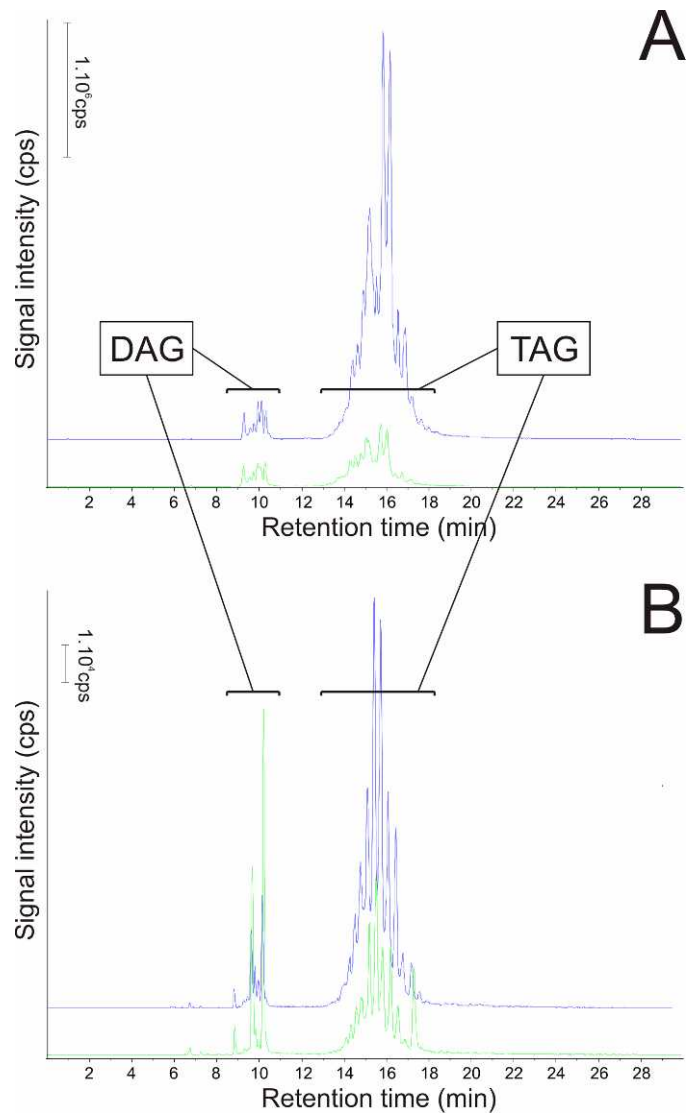 A
1.10⁶cps
Signal intensity (cps)
DAG
TAG
2 4 6 8 10 12 14 16 18 20 22 24 26 28
Retention time (min)
B
1.10⁴cps
Signal intensity (cps)
2 4 6 8 10 12 14 16 18 20 22 24 26 28
Retention time (min)